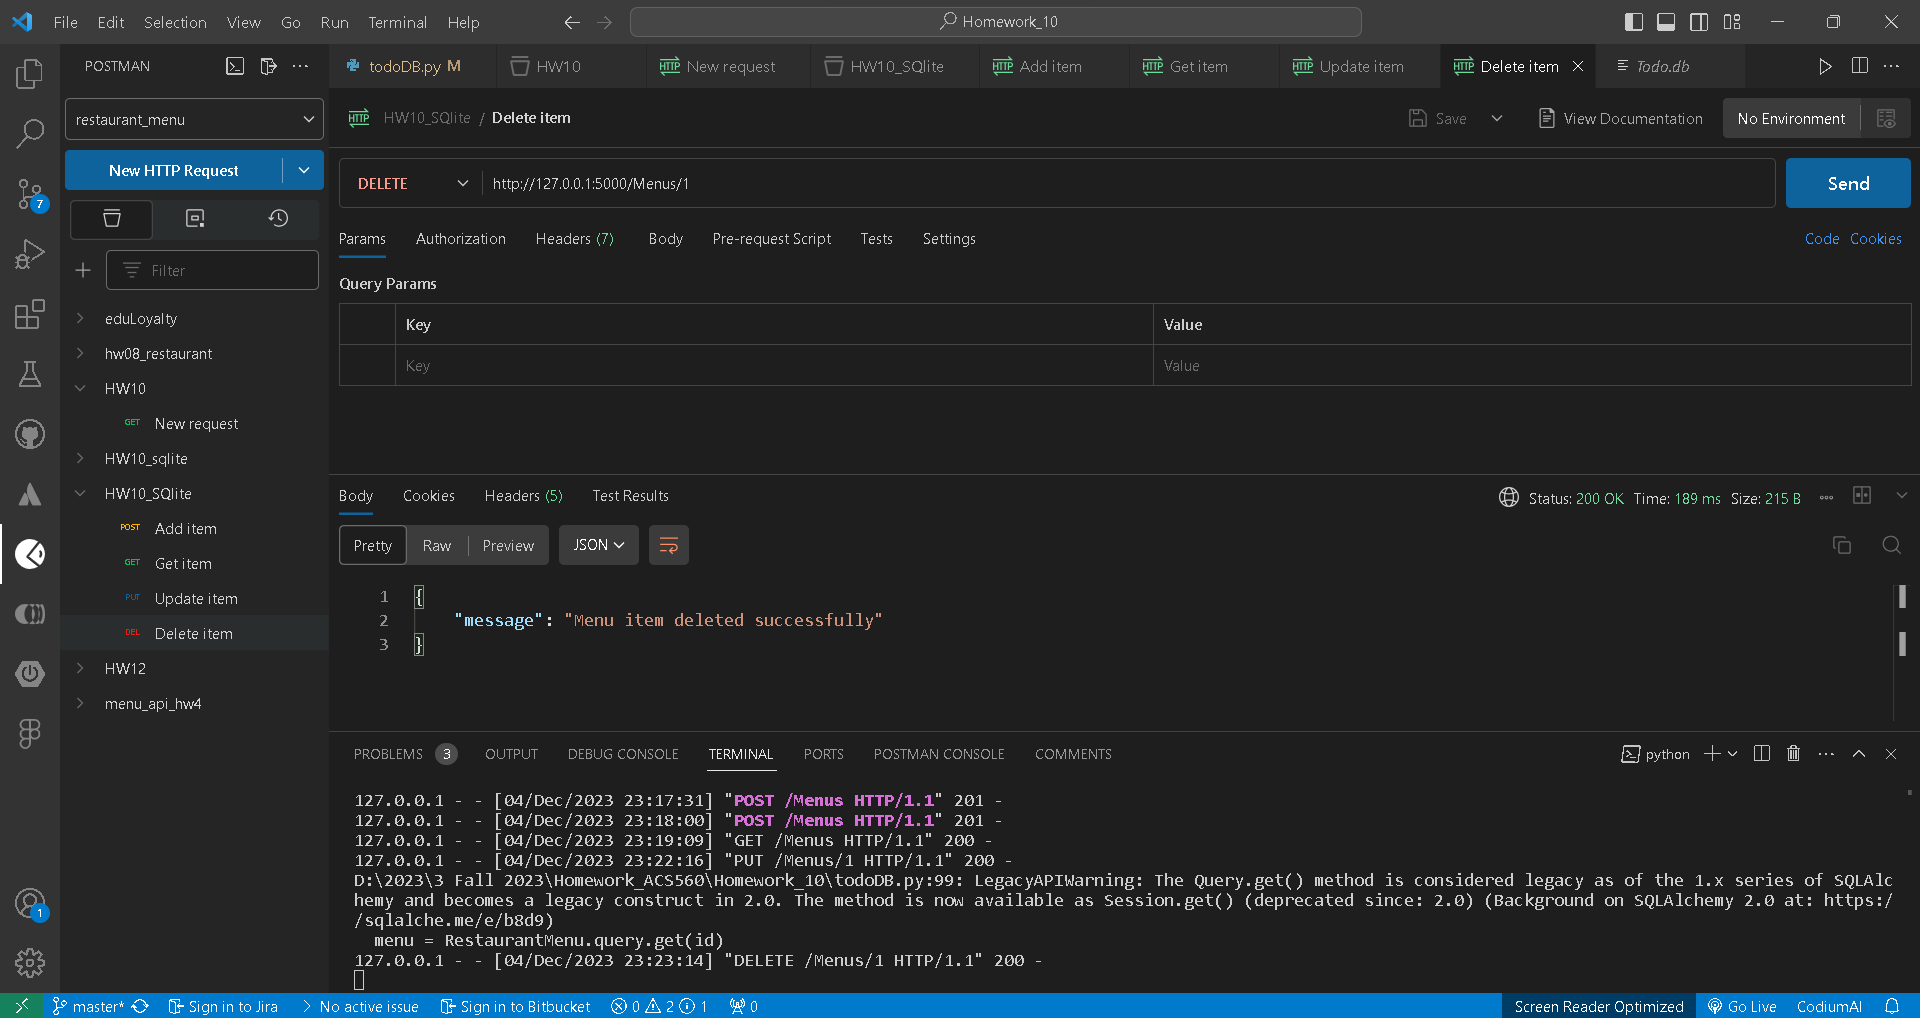 File Edit Selection View Go Run Terminal Help
Homework_10
POSTMAN
todoDB.py M HW10 New request HW10_SQlite Add item Get item Update item Delete item Todo.db
restaurant_menu
HTTP HW10_SQlite / Delete item
Save View Documentation No Environment
New HTTP Request
DELETE http://127.0.0.1:5000/Menus/1 Send
7
Params Authorization Headers (7) Body Pre-request Script Tests Settings Code Cookies
Filter
Query Params
Key Value
Key Value
eduLoyalty
hw08_restaurant
HW10
GET New request
HW10_sqlite
HW10_SQlite
POST Add item
GET Get item
PUT Update item
DEL Delete item
HW12
menu_api_hw4
Body Cookies Headers (5) Test Results Status: 200 OK Time: 189 ms Size: 215 B
Pretty Raw Preview JSON
1 {
2 "message": "Menu item deleted successfully"
3 }
PROBLEMS 3 OUTPUT DEBUG CONSOLE TERMINAL PORTS POSTMAN CONSOLE COMMENTS python
127.0.0.1 - - [04/Dec/2023 23:17:31] "POST /Menus HTTP/1.1" 201 -
127.0.0.1 - - [04/Dec/2023 23:18:00] "POST /Menus HTTP/1.1" 201 -
127.0.0.1 - - [04/Dec/2023 23:19:09] "GET /Menus HTTP/1.1" 200 -
127.0.0.1 - - [04/Dec/2023 23:22:16] "PUT /Menus/1 HTTP/1.1" 200 -
D:\2023\3 Fall 2023\Homework_ACS560\Homework_10\todoDB.py:99: LegacyAPIWarning: The Query.get() method is considered legacy as of the 1.x series of SQLAlc
hemy and becomes a legacy construct in 2.0. The method is now available as Session.get() (deprecated since: 2.0) (Background on SQLAlchemy 2.0 at: https:/
/sqlalche.me/e/b8d9)
menu = RestaurantMenu.query.get(id)
127.0.0.1 - - [04/Dec/2023 23:23:14] "DELETE /Menus/1 HTTP/1.1" 200 -
1
master* Sign in to Jira No active issue Sign in to Bitbucket 0 2 1 0 Screen Reader Optimized Go Live CodiumAI